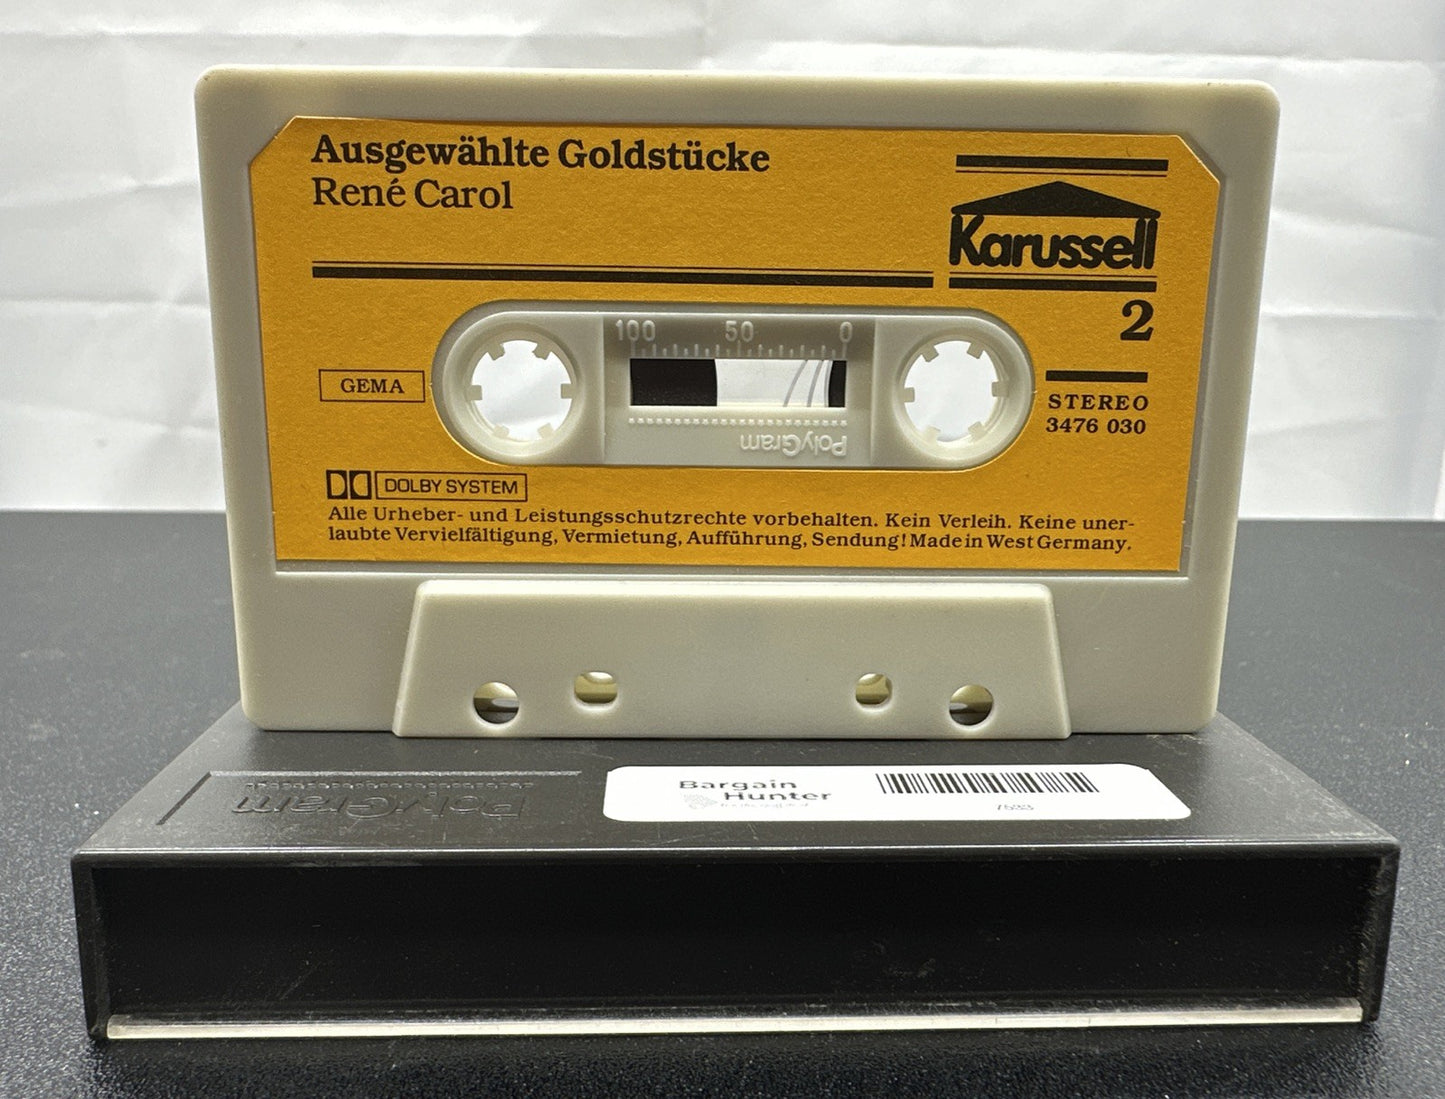 Ausgewählte Goldstücke
René Carol
Karussell
2
100 50 0
GEMA
STEREO
3476 030
PolyGram
DOLBY SYSTEM
Alle Urheber- und Leistungsschutzrechte vorbehalten. Kein Verleih. Keine uner-
laubte Vervielfältigung, Vermietung, Aufführung, Sendung! Made in West Germany.
PolyGram
Bargain
Hunter
7533